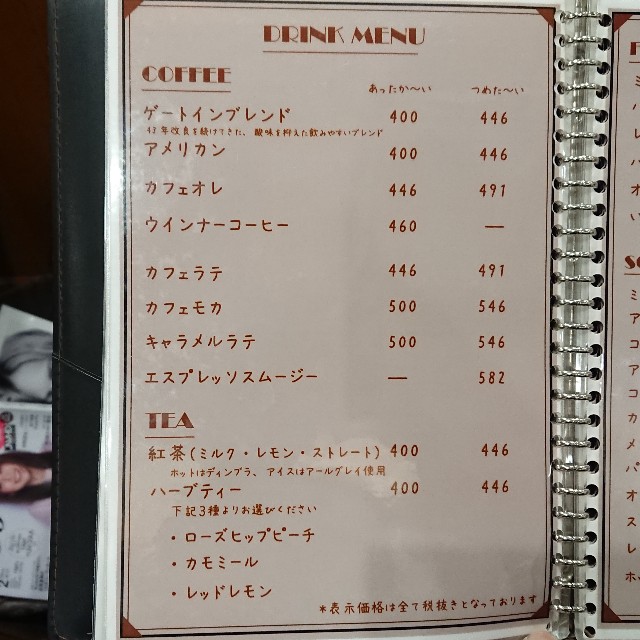 DRINK MENU
COFFEE
あったか〜い つめた〜い
ゲートインブレンド 400 446
43年改良を続けてきた、酸味を抑えた飲みやすいブレンド
アメリカン 400 446
カフェオレ 446 491
ウインナーコーヒー 460 —
カフェラテ 446 491
カフェモカ 500 546
キャラメルラテ 500 546
エスプレッソスムージー — 582
TEA
紅茶(ミルク・レモン・ストレート) 400 446
ホットはディンブラ、アイスはアールグレイ使用
ハーブティー 400 446
下記3種よりお選びください
・ローズヒップピーチ
・カモミール
・レッドレモン
*表示価格は全て税抜きとなっております